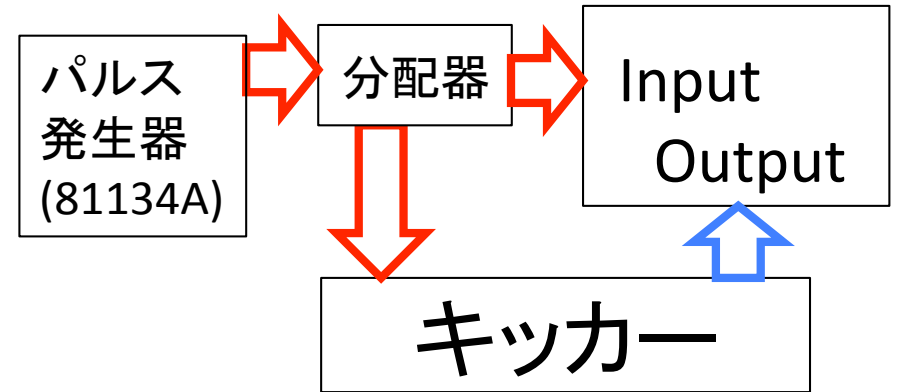 パルス
発生器
(81134A)
分配器
Input
Output
キッカー